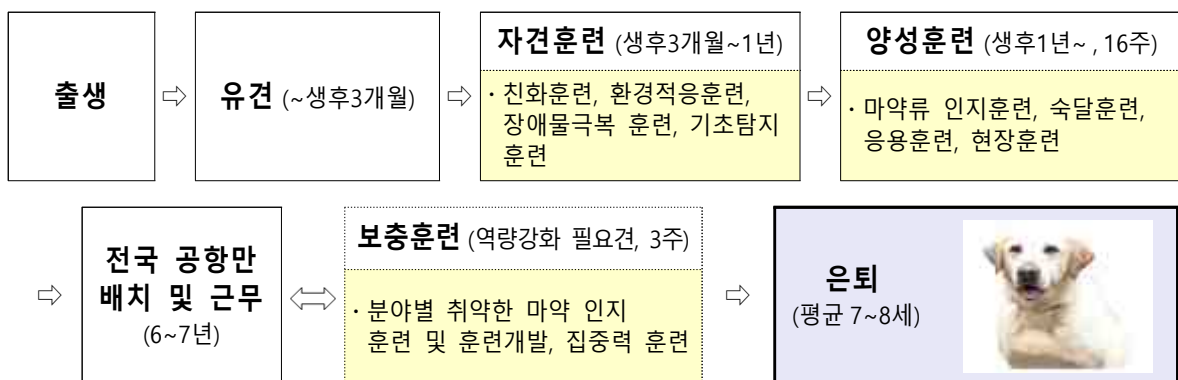 출생
⇨
유견 (~생후3개월)
⇨
자견훈련 (생후3개월~1년)
· 친화훈련, 환경적응훈련,
장애물극복 훈련, 기초탐지
훈련
⇨
양성훈련 (생후1년~ , 16주)
· 마약류 인지훈련, 숙달훈련,
응용훈련, 현장훈련
⇨
전국 공항만
배치 및 근무
(6~7년)
⇔
보충훈련 (역량강화 필요견, 3주)
· 분야별 취약한 마약 인지
훈련 및 훈련개발, 집중력 훈련
⇨
은퇴
(평균 7~8세)